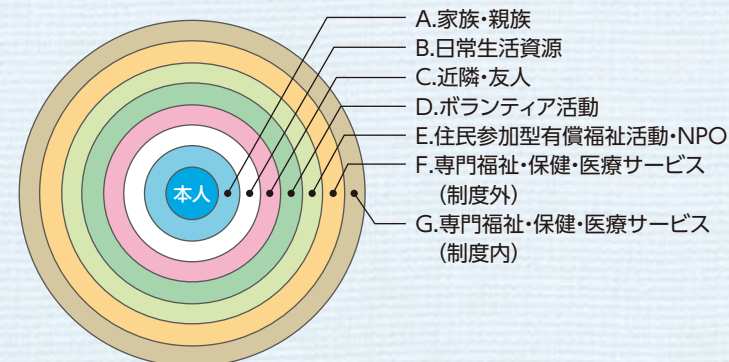 本人
A.家族・親族
B.日常生活資源
C.近隣・友人
D.ボランティア活動
E.住民参加型有償福祉活動・NPO
F.専門福祉・保健・医療サービス
(制度外)
G.専門福祉・保健・医療サービス
(制度内)